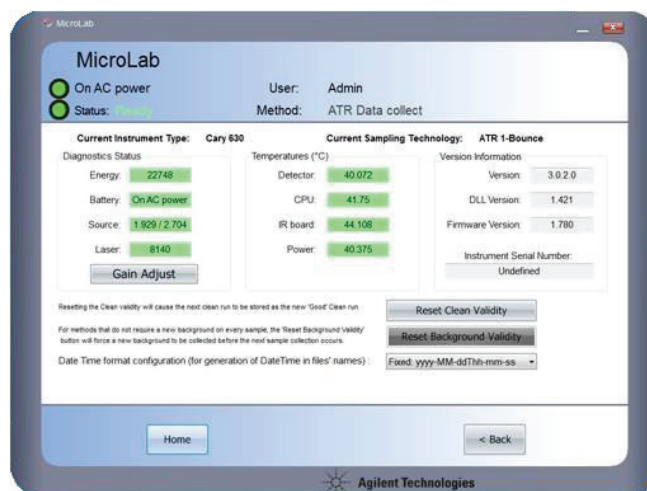 MicroLab
MicroLab
On AC power User: Admin
Status: Ready Method: ATR Data collect
Current Instrument Type: Cary 630 Current Sampling Technology: ATR 1-Bounce
Diagnostics Status Temperatures (°C) Version Information
Energy: 22748 Detector: 40.072 Version: 3.0.2.0
Battery: On AC power CPU: 41.75 DLL Version: 1.421
Source: 1.929 / 2.704 IR board: 44.108 Firmware Version: 1.780
Laser: 8140 Power: 40.375 Instrument Serial Number:
Gain Adjust Undefined
Resetting the Clean validity will cause the next clean run to be stored as the new 'Good' Clean run Reset Clean Validity
For methods that do not require a new background on every sample, the 'Reset Background Validity'
button will force a new background to be collected before the next sample collection occurs. Reset Background Validity
Date Time format configuration (for generation of DateTime in files' names) : Fixed: yyyy-MM-ddThh-mm-ss
Home < Back
Agilent Technologies